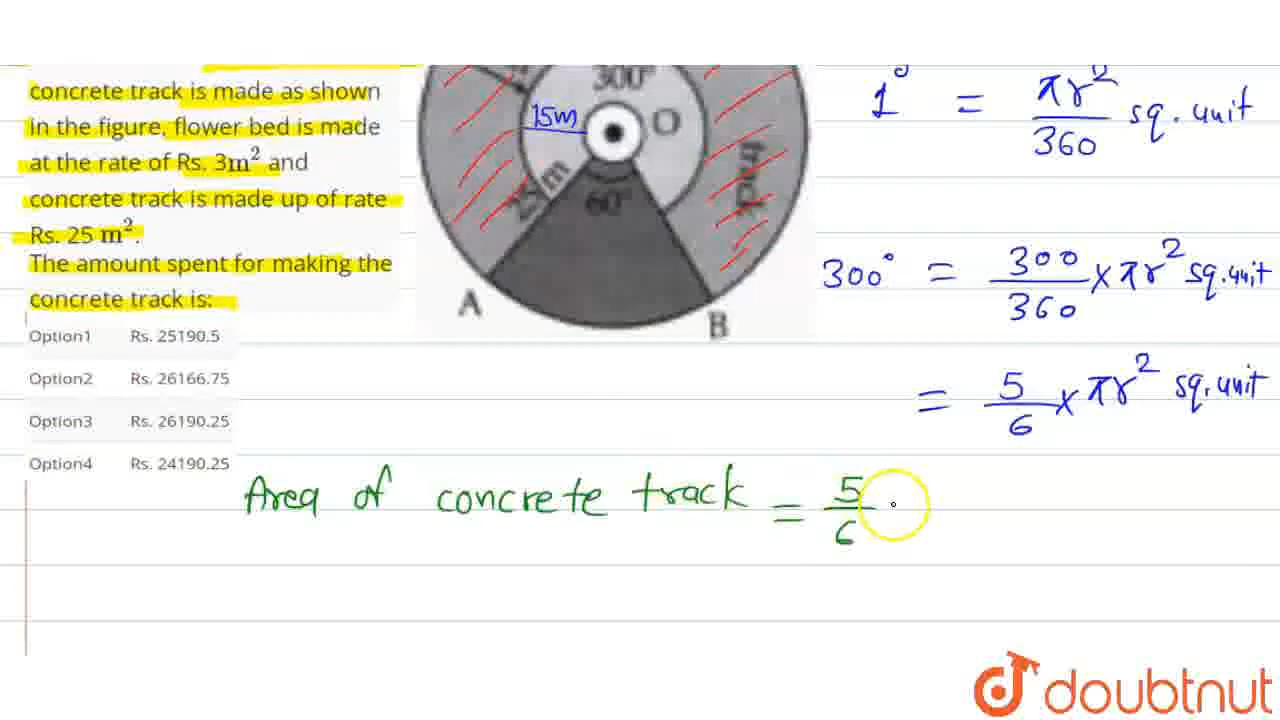 concrete track is made as shown
in the figure, flower bed is made
at the rate of Rs. 3m² and
concrete track is made up of rate
Rs. 25 m².
The amount spent for making the
concrete track is:
Option1 Rs. 25190.5
Option2 Rs. 26166.75
Option3 Rs. 26190.25
Option4 Rs. 24190.25
300°
15m
O
25 m
60°
track
A
B
1° = πr²/360 sq. unit
300° = 300/360 × πr² sq. unit
= 5/6 × πr² sq. unit
Area of concrete track = 5/6
doubtnut